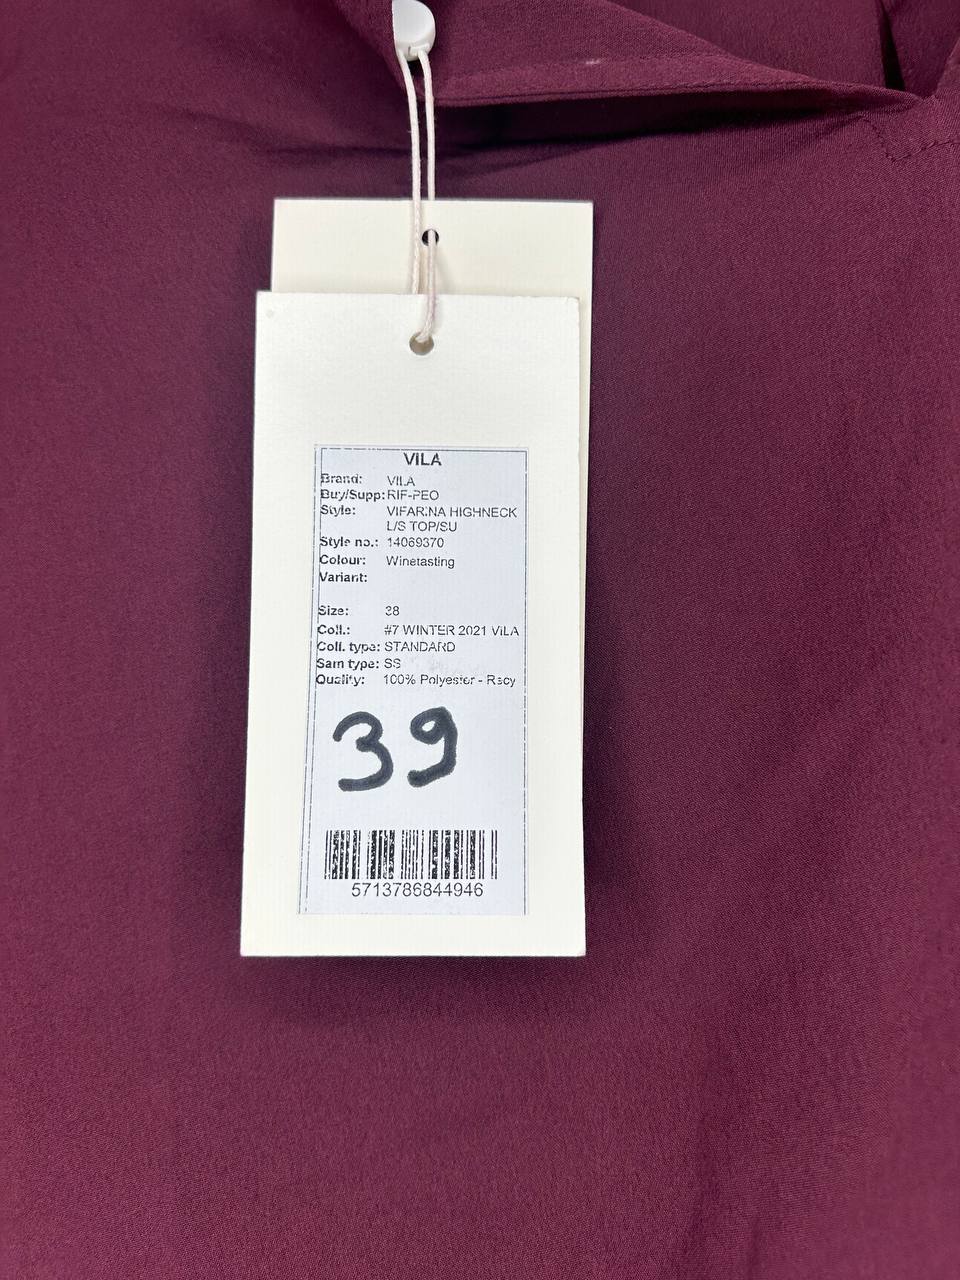 VILA
Brand: VILA
Buy/Supp: RIF-PEO
Style: VIFARINA HIGHNECK
L/S TOP/SU
Style no.: 14069370
Colour: Winetasting
Variant:
Size: 38
Coll.: #7 WINTER 2021 VILA
Coll. type: STANDARD
Sam type: SS
Quality: 100% Polyester - Recy
39
5713786844946